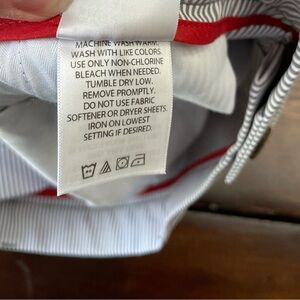 MACHINE WASH WARM.
WASH WITH LIKE COLORS.
USE ONLY NON-CHLORINE
BLEACH WHEN NEEDED.
TUMBLE DRY LOW.
REMOVE PROMPTLY.
DO NOT USE FABRIC
SOFTENER OR DRYER SHEETS.
IRON ON LOWEST
SETTING IF DESIRED.